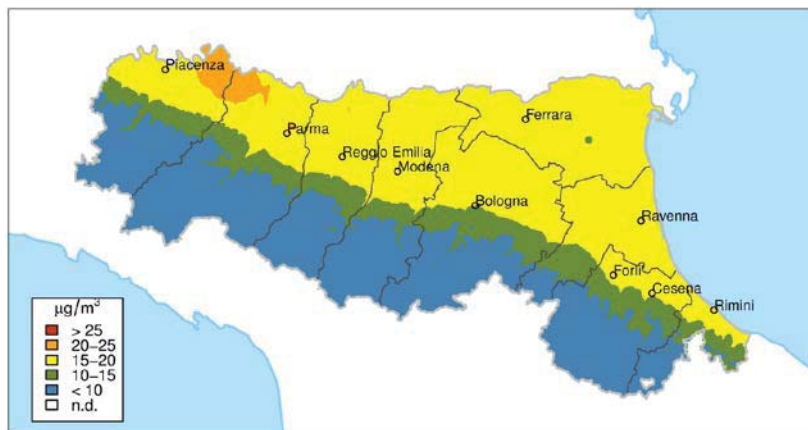 Piacenza
Parma
Ferrara
Reggio Emilia
Modena
Bologna
Ravenna
Forlì
Cesena
Rimini
µg/m³
> 25
20–25
15–20
10–15
< 10
n.d.